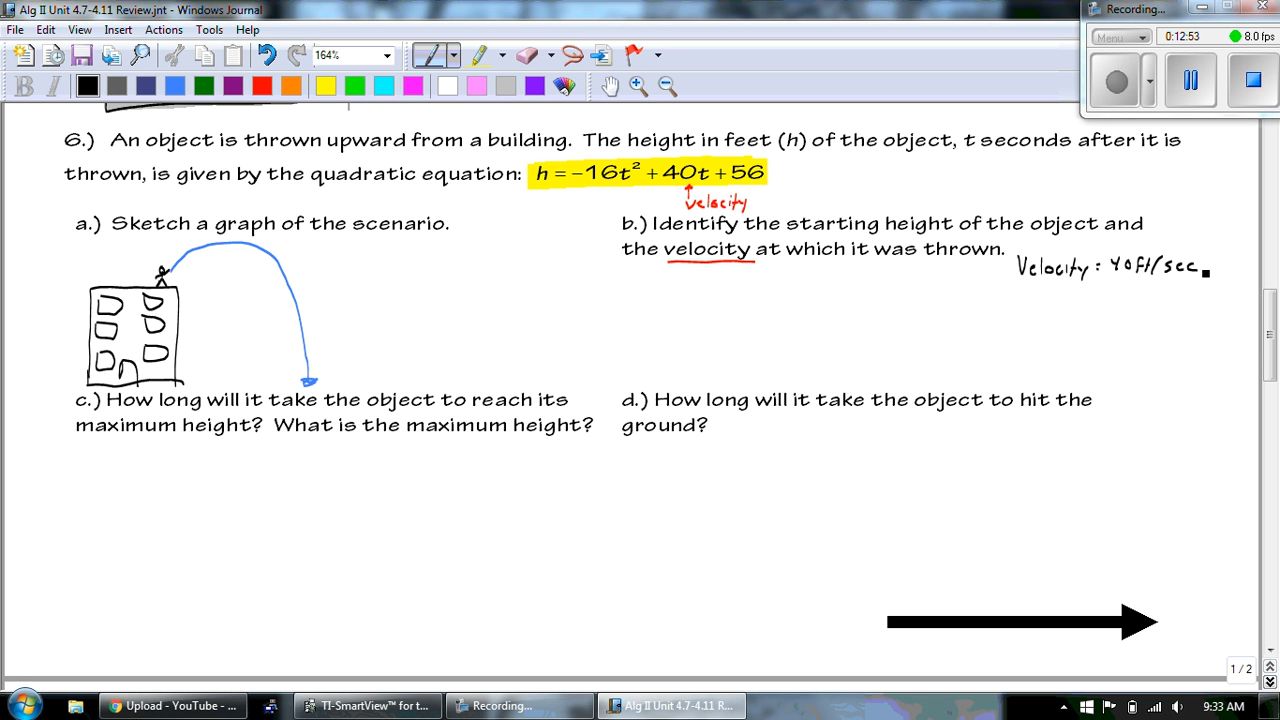 Alg II Unit 4.7-4.11 Review.jnt - Windows Journal
Recording...
File Edit View Insert Actions Tools Help
Menu
0:12:53
8.0 fps
164%
B I
6.) An object is thrown upward from a building. The height in feet (h) of the object, t seconds after it is
thrown, is given by the quadratic equation: h = −16t² + 40t + 56
velocity
a.) Sketch a graph of the scenario.
b.) Identify the starting height of the object and
the velocity at which it was thrown.
Velocity = 40ft/sec
c.) How long will it take the object to reach its
maximum height? What is the maximum height?
d.) How long will it take the object to hit the
ground?
1 / 2
Upload - YouTube - ...
TI-SmartView™ for t...
Recording...
Alg II Unit 4.7-4.11 R...
9:33 AM